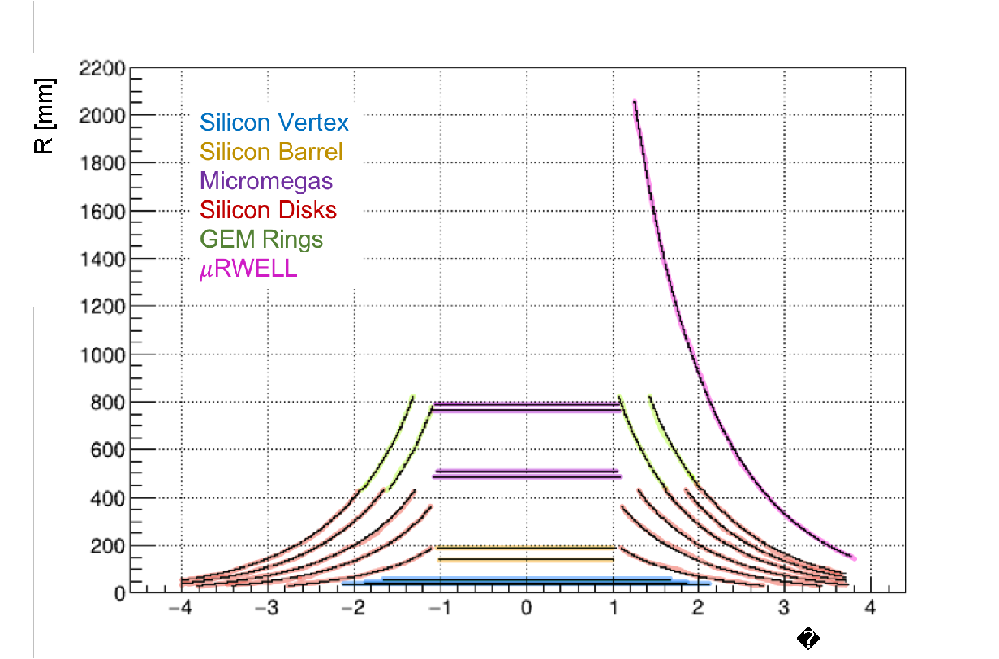 2200
2000
1800
1600
1400
1200
1000
800
600
400
200
0
R [mm]
Silicon Vertex
Silicon Barrel
Micromegas
Silicon Disks
GEM Rings
μRWELL
−4 −3 −2 −1 0 1 2 3 4
�